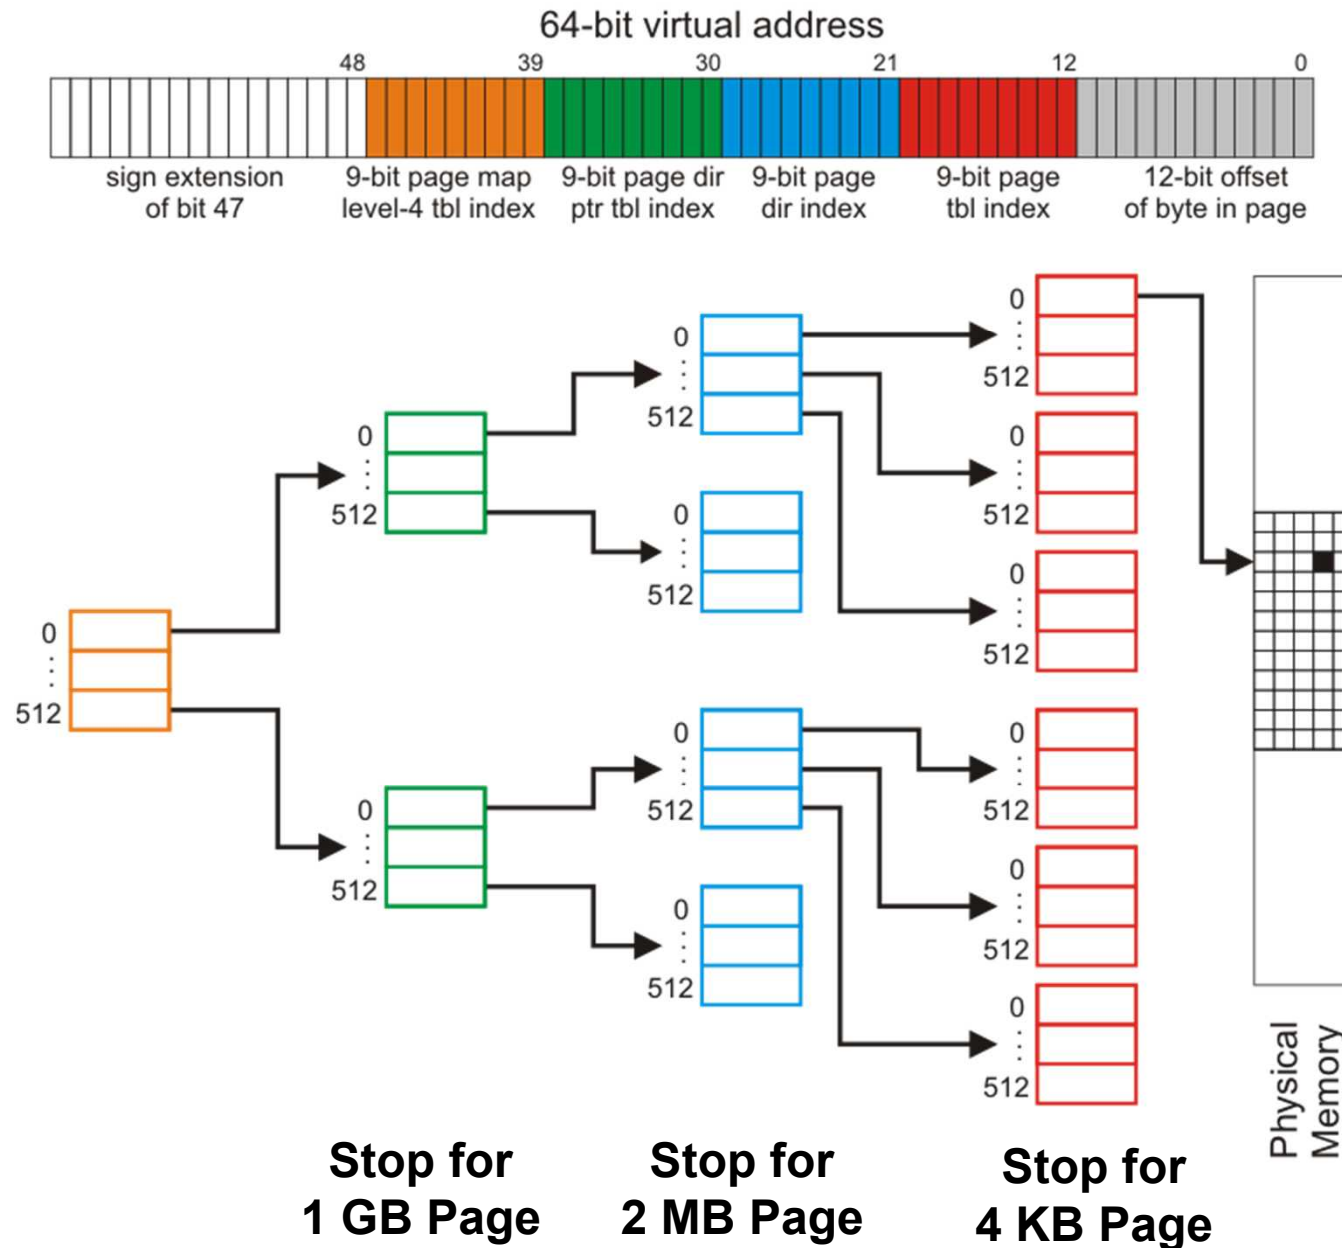 64-bit virtual address
48 39 30 21 12 0
sign extension of bit 47
9-bit page map level-4 tbl index
9-bit page dir ptr tbl index
9-bit page dir index
9-bit page tbl index
12-bit offset of byte in page
0
⋮
512
0
⋮
512
0
⋮
512
0
⋮
512
0
⋮
512
0
⋮
512
0
⋮
512
0
⋮
512
0
⋮
512
0
⋮
512
0
⋮
512
0
⋮
512
0
⋮
512
Physical
Memory
Stop for
1 GB Page
Stop for
2 MB Page
Stop for
4 KB Page